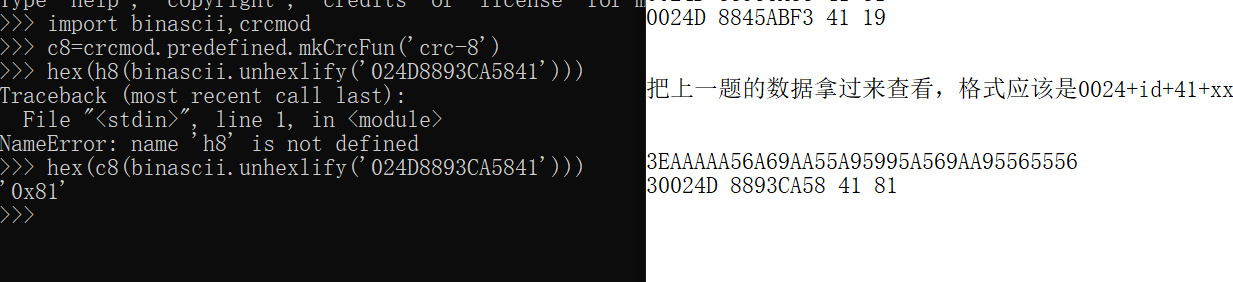 Type "help", "copyright", "credits" or "license" for m
>>> import binascii,crcmod
>>> c8=crcmod.predefined.mkCrcFun('crc-8')
>>> hex(h8(binascii.unhexlify('024D8893CA5841')))
Traceback (most recent call last):
  File "<stdin>", line 1, in <module>
NameError: name 'h8' is not defined
>>> hex(c8(binascii.unhexlify('024D8893CA5841')))
'0x81'
>>>
0024D 8845ABF3 41 19
把上一题的数据拿过来查看，格式应该是0024+id+41+xx
3EAAAAA56A69AA55A95995A569AA95565556
30024D 8893CA58 41 81